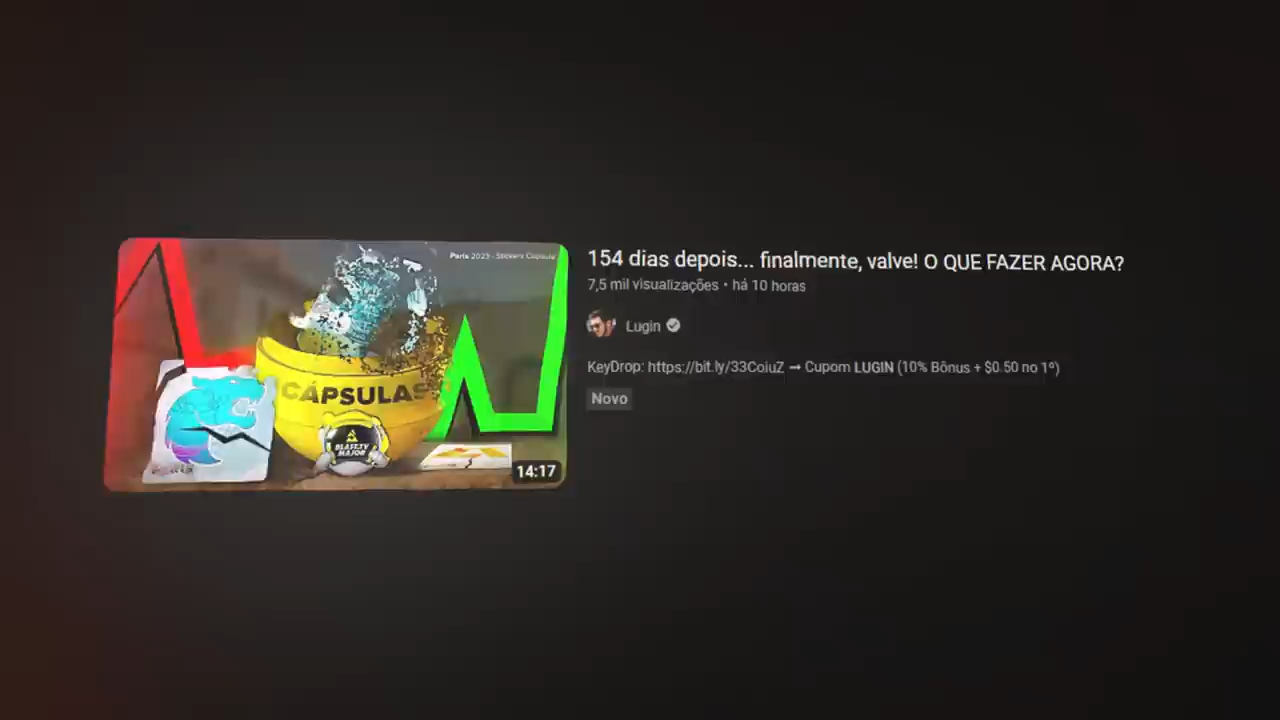 Paris 2023 - Stickers Capsule
CÁPSULAS
BLAST.TV
MAJOR
14:17
154 dias depois... finalmente, valve! O QUE FAZER AGORA?
7,5 mil visualizações • há 10 horas
Lugin
KeyDrop: https://bit.ly/33CoiuZ ➞ Cupom LUGIN (10% Bônus + $0.50 no 1º)
Novo